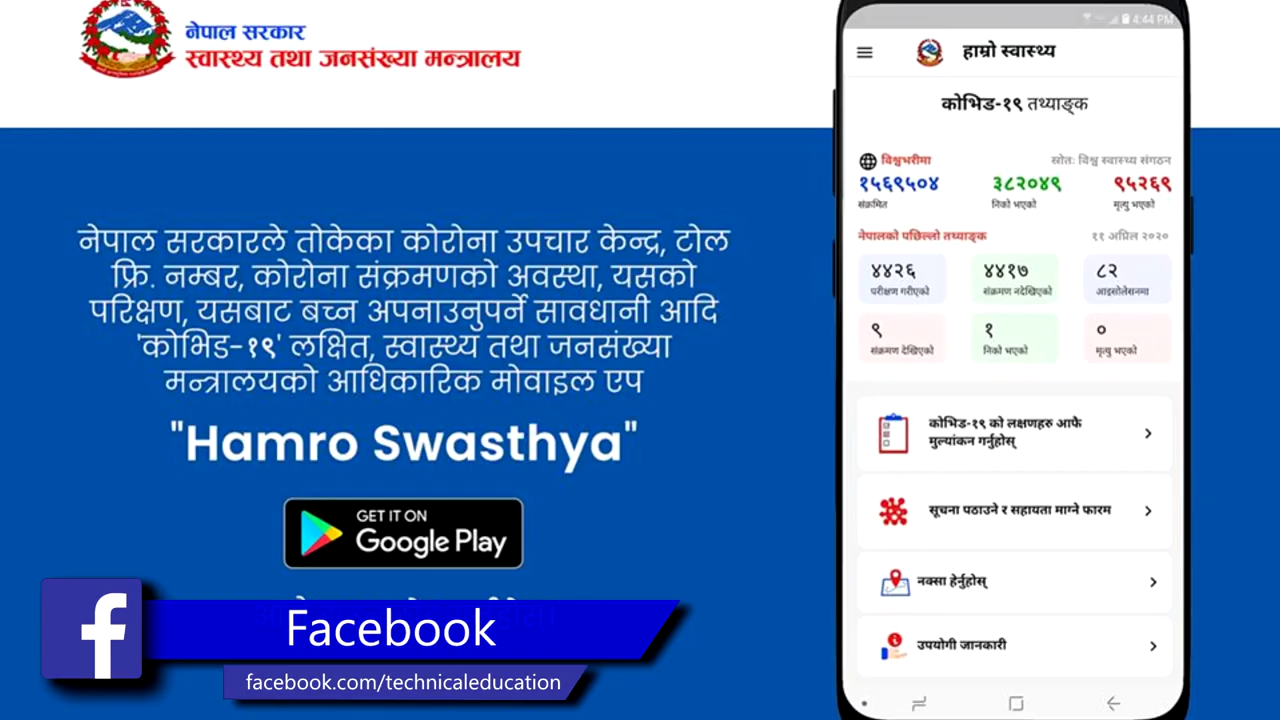 नेपाल सरकार
स्वास्थ्य तथा जनसंख्या मन्त्रालय
नेपाल सरकारले तोकेका कोरोना उपचार केन्द्र, टोल
फ्रि. नम्बर, कोरोना संक्रमणको अवस्था, यसको
परिक्षण, यसबाट बच्न अपनाउनुपर्ने सावधानी आदि
'कोभिड-१९' लक्षित, स्वास्थ्य तथा जनसंख्या
मन्त्रालयको आधिकारिक मोवाइल एप
"Hamro Swasthya"
GET IT ON
Google Play
Facebook
facebook.com/technicaleducation
4:44 PM
हाम्रो स्वास्थ्य
कोभिड-१९ तथ्याङ्क
विश्वभरीमा
स्रोतः विश्व स्वास्थ्य संगठन
१५६९५०४ ३८२०४९ ९५२६९
संक्रमित निको भएको मृत्यु भएको
नेपालको पछिल्लो तथ्याङ्क
११ अप्रिल २०२०
४४२६ ४४१७ ८२
परीक्षण गरीएको संक्रमण नदेखिएको आइसोलेसनमा
९ १ ०
संक्रमण देखिएको निको भएको मृत्यु भएको
कोभिड-१९ को लक्षणहरु आफै
मुल्यांकन गर्नुहोस्
सूचना पठाउने र सहायता माग्ने फारम
नक्सा हेर्नुहोस्
उपयोगी जानकारी